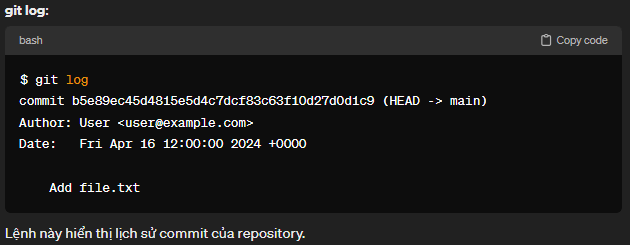 git log:
bash
Copy code
$ git log
commit b5e89ec45d4815e5d4c7dcf83c63f10d27d0d1c9 (HEAD -> main)
Author: User <user@example.com>
Date:   Fri Apr 16 12:00:00 2024 +0000
    Add file.txt
Lệnh này hiển thị lịch sử commit của repository.